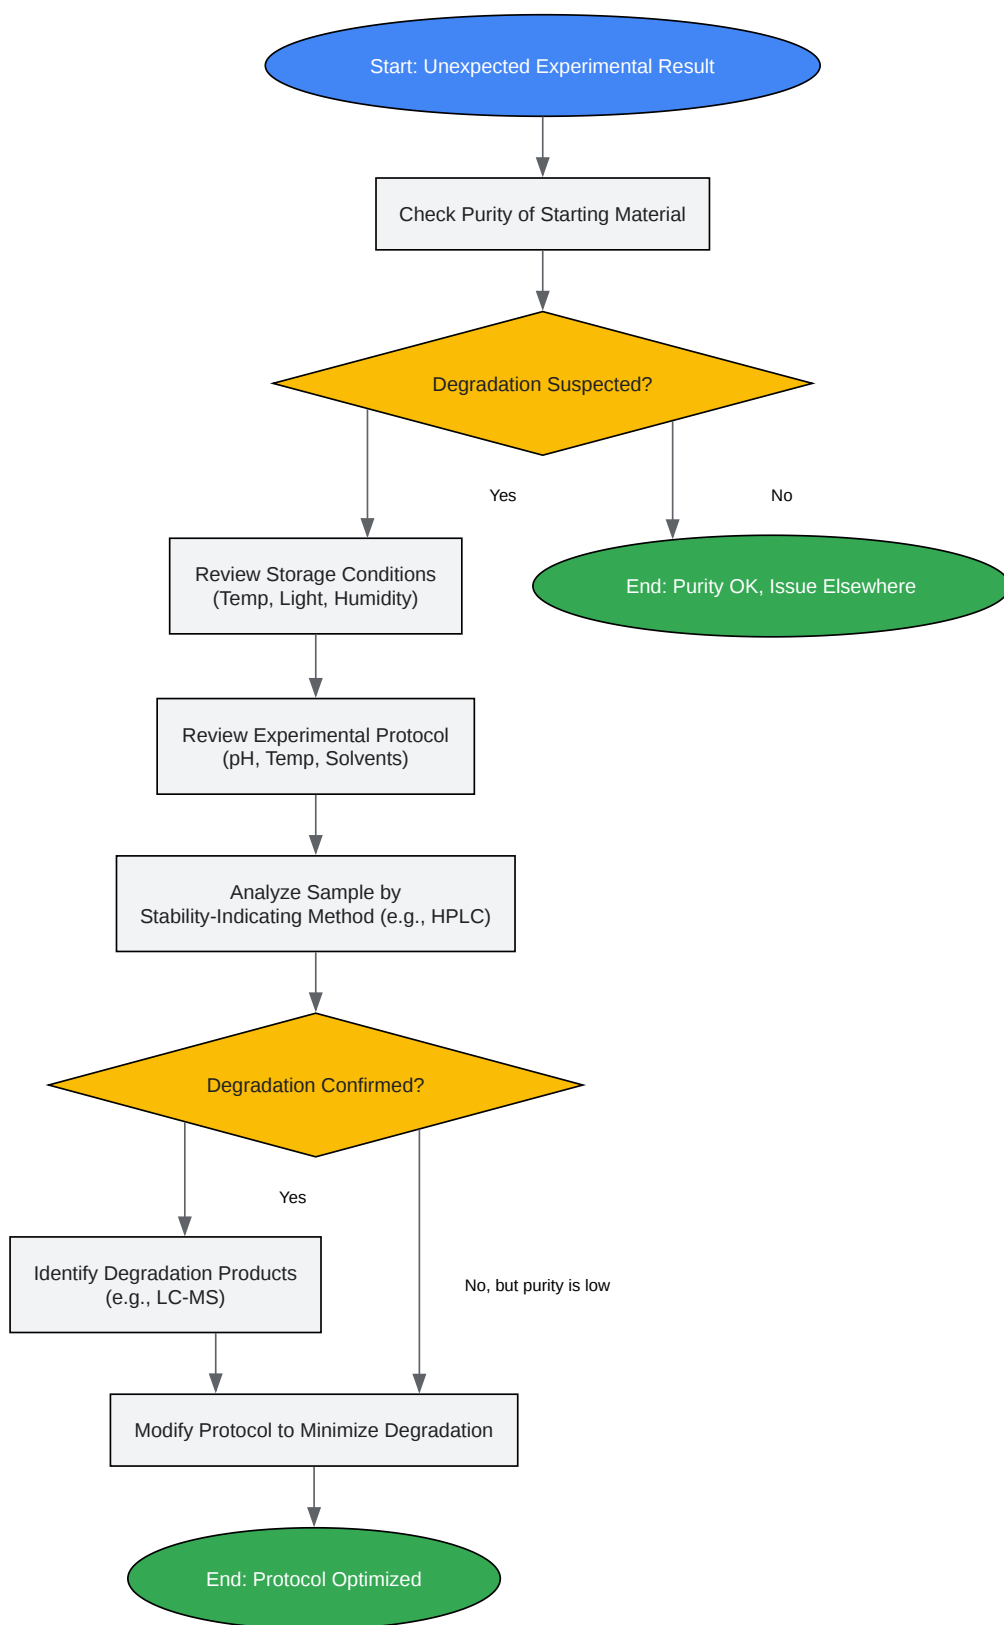 Start: Unexpected Experimental Result
Check Purity of Starting Material
Degradation Suspected?
Yes
No
Review Storage Conditions
(Temp, Light, Humidity)
End: Purity OK, Issue Elsewhere
Review Experimental Protocol
(pH, Temp, Solvents)
Analyze Sample by
Stability-Indicating Method (e.g., HPLC)
Degradation Confirmed?
Yes
Identify Degradation Products
(e.g., LC-MS)
No, but purity is low
Modify Protocol to Minimize Degradation
End: Protocol Optimized